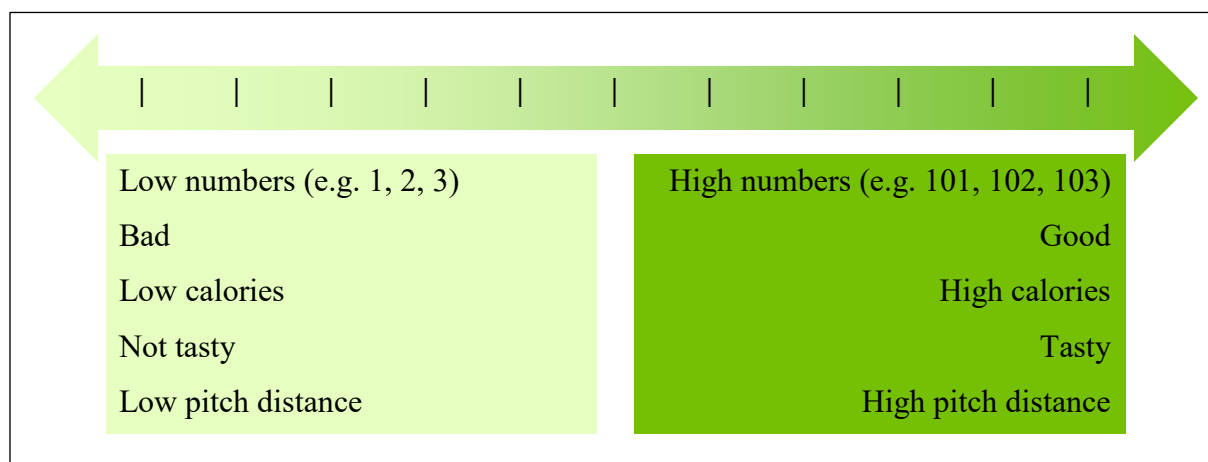 Low numbers (e.g. 1, 2, 3)
Bad
Low calories
Not tasty
Low pitch distance
High numbers (e.g. 101, 102, 103)
Good
High calories
Tasty
High pitch distance